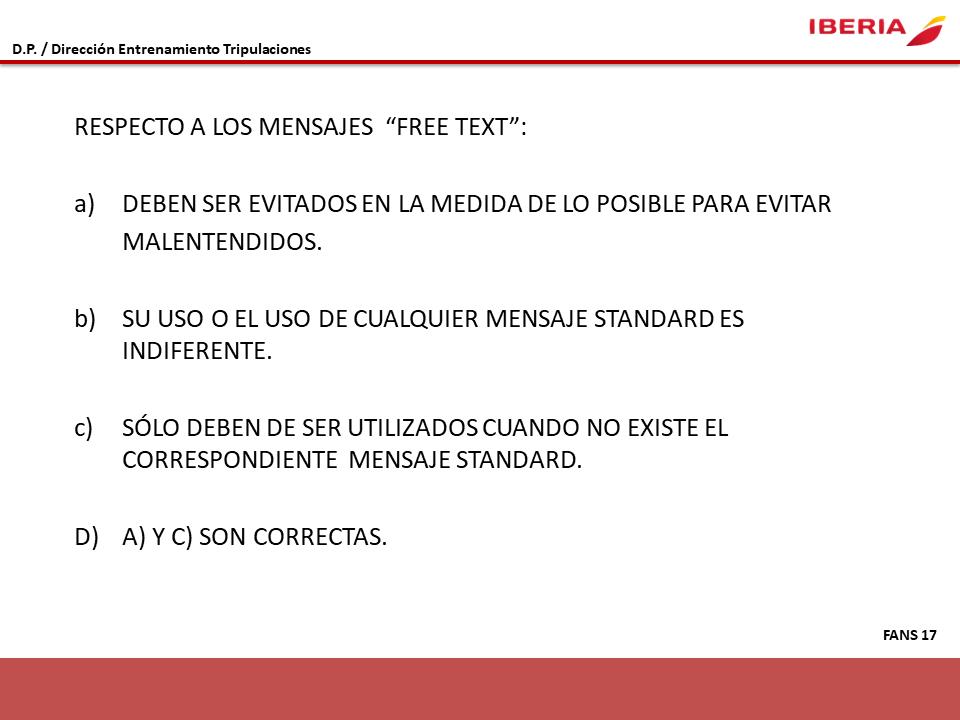 IBERIA
D.P. / Dirección Entrenamiento Tripulaciones
RESPECTO A LOS MENSAJES “FREE TEXT”:
a) DEBEN SER EVITADOS EN LA MEDIDA DE LO POSIBLE PARA EVITAR
MALENTENDIDOS.
b) SU USO O EL USO DE CUALQUIER MENSAJE STANDARD ES
INDIFERENTE.
c) SÓLO DEBEN DE SER UTILIZADOS CUANDO NO EXISTE EL
CORRESPONDIENTE MENSAJE STANDARD.
D) A) Y C) SON CORRECTAS.
FANS 17